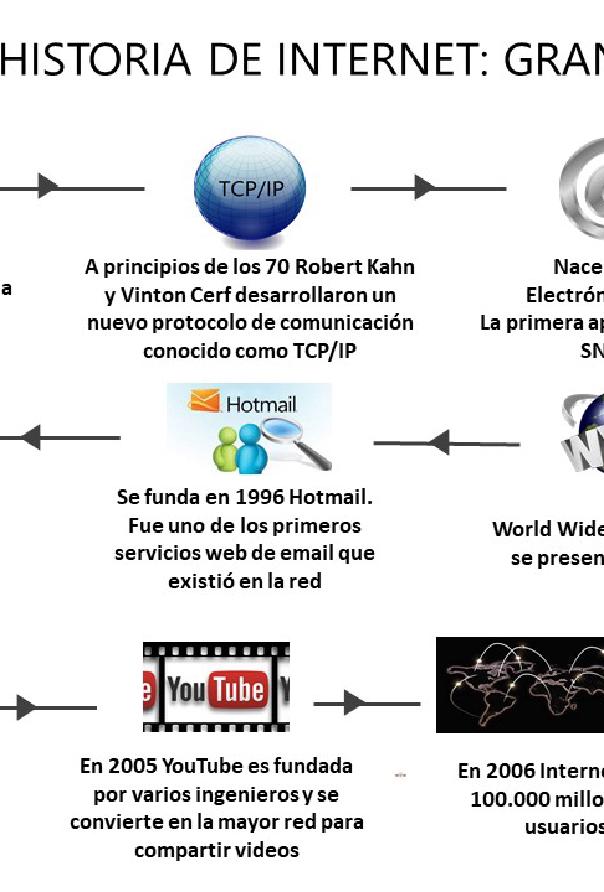 HISTORIA DE INTERNET: GRAN
TCP/IP
A principios de los 70 Robert Kahn
y Vinton Cerf desarrollaron un
nuevo protocolo de comunicación
conocido como TCP/IP
a
Nace
Electrón
La primera ap
SN
Hotmail
Se funda en 1996 Hotmail.
Fue uno de los primeros
servicios web de email que
existió en la red
W
World Wide
se presen
e YouTube Y
En 2005 YouTube es fundada
por varios ingenieros y se
convierte en la mayor red para
compartir videos
En 2006 Interne
100.000 millo
usuarios